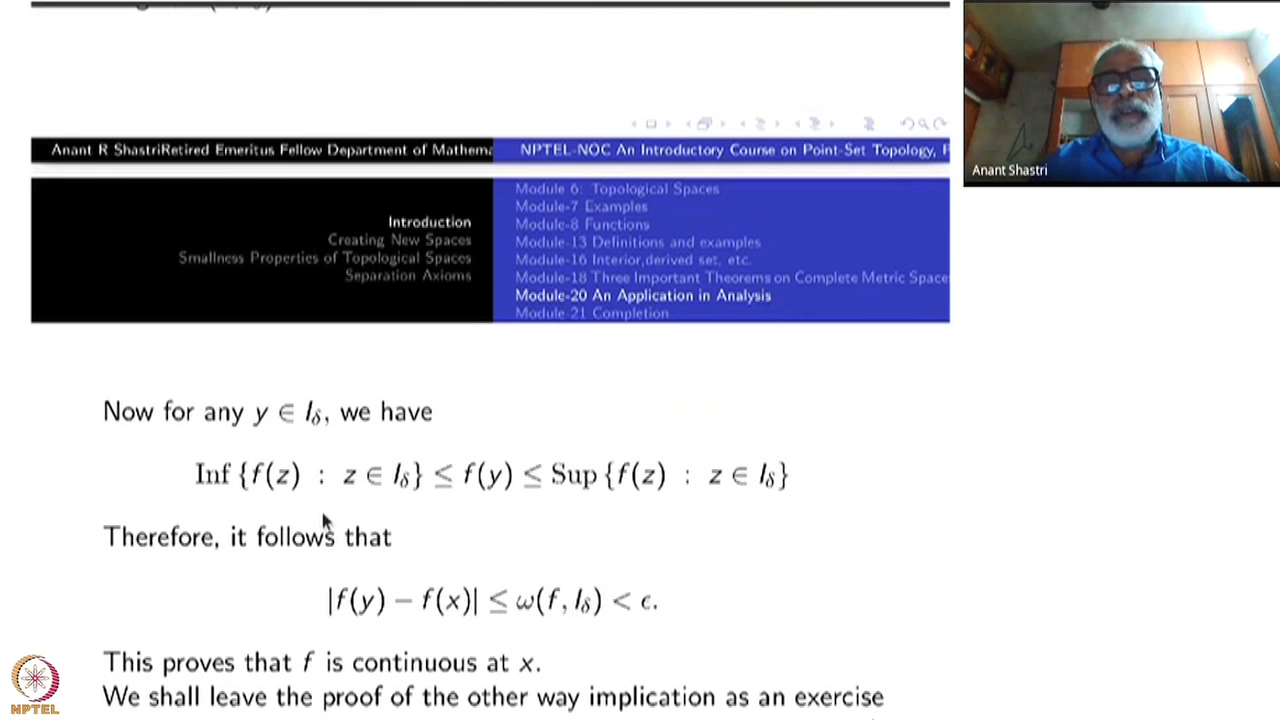 Anant Shastri
Anant R ShastriRetired Emeritus Fellow Department of Mathema
NPTEL-NOC An Introductory Course on Point-Set Topology, P
Introduction
Creating New Spaces
Smallness Properties of Topological Spaces
Separation Axioms
Module 6: Topological Spaces
Module-7 Examples
Module-8 Functions
Module-13 Definitions and examples
Module-16 Interior,derived set, etc.
Module-18 Three Important Theorems on Complete Metric Space
Module-20 An Application in Analysis
Module-21 Completion
Now for any y ∈ I_δ, we have
Inf {f(z) : z ∈ I_δ} ≤ f(y) ≤ Sup {f(z) : z ∈ I_δ}
Therefore, it follows that
|f(y) − f(x)| ≤ ω(f, I_δ) < ϵ.
This proves that f is continuous at x.
We shall leave the proof of the other way implication as an exercise
NPTEL